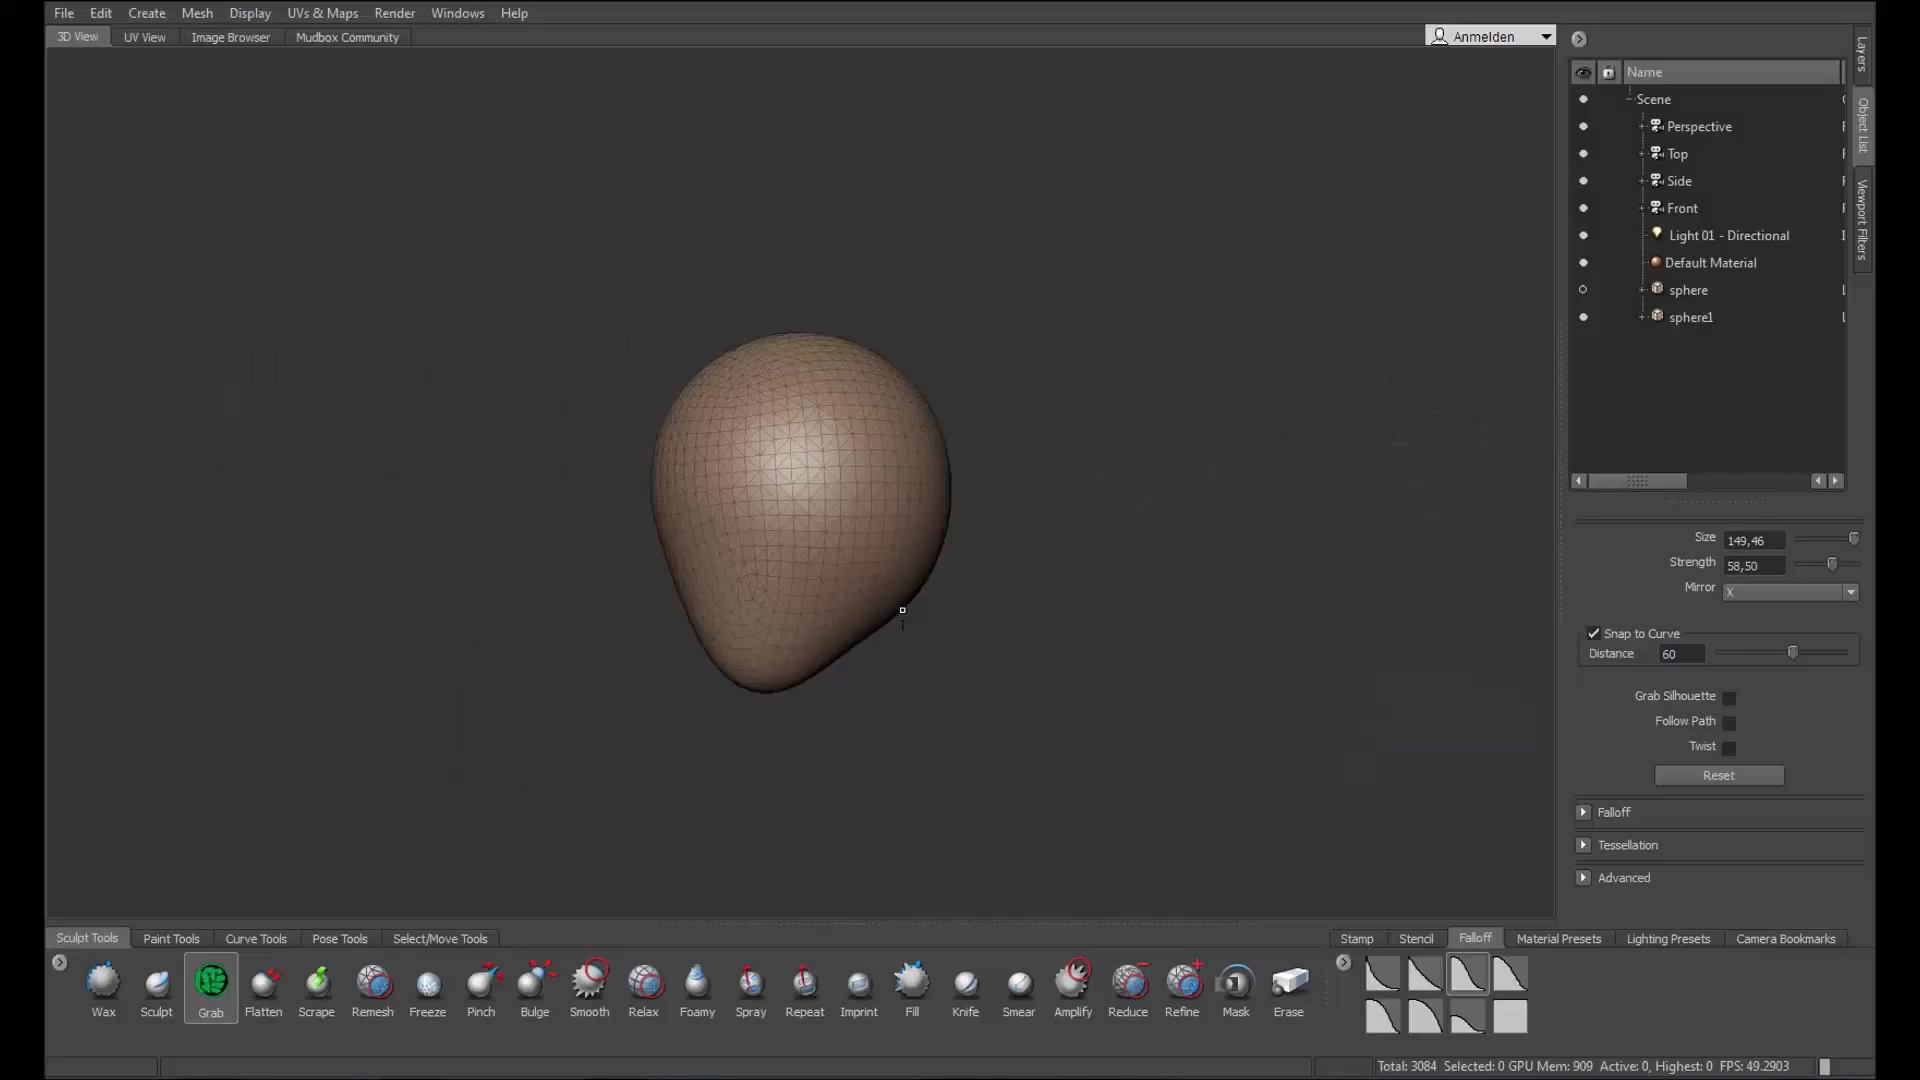 File Edit Create Mesh Display UVs & Maps Render Windows Help
3D View UV View Image Browser Mudbox Community
Anmelden
Name
Scene
Perspective
Top
Side
Front
Light 01 - Directional
Default Material
sphere
sphere1
Layers
Object List
Viewport Filters
Size 149,46
Strength 58,50
Mirror X
Snap to Curve
Distance 60
Grab Silhouette
Follow Path
Twist
Reset
Falloff
Tessellation
Advanced
Sculpt Tools Paint Tools Curve Tools Pose Tools Select/Move Tools
Stamp Stencil Falloff Material Presets Lighting Presets Camera Bookmarks
Wax Sculpt Grab Flatten Scrape Remesh Freeze Pinch Bulge Smooth Relax Foamy Spray Repeat Imprint Fill Knife Smear Amplify Reduce Refine Mask Erase
Total: 3084 Selected: 0 GPU Mem: 909 Active: 0, Highest: 0 FPS: 49.2903